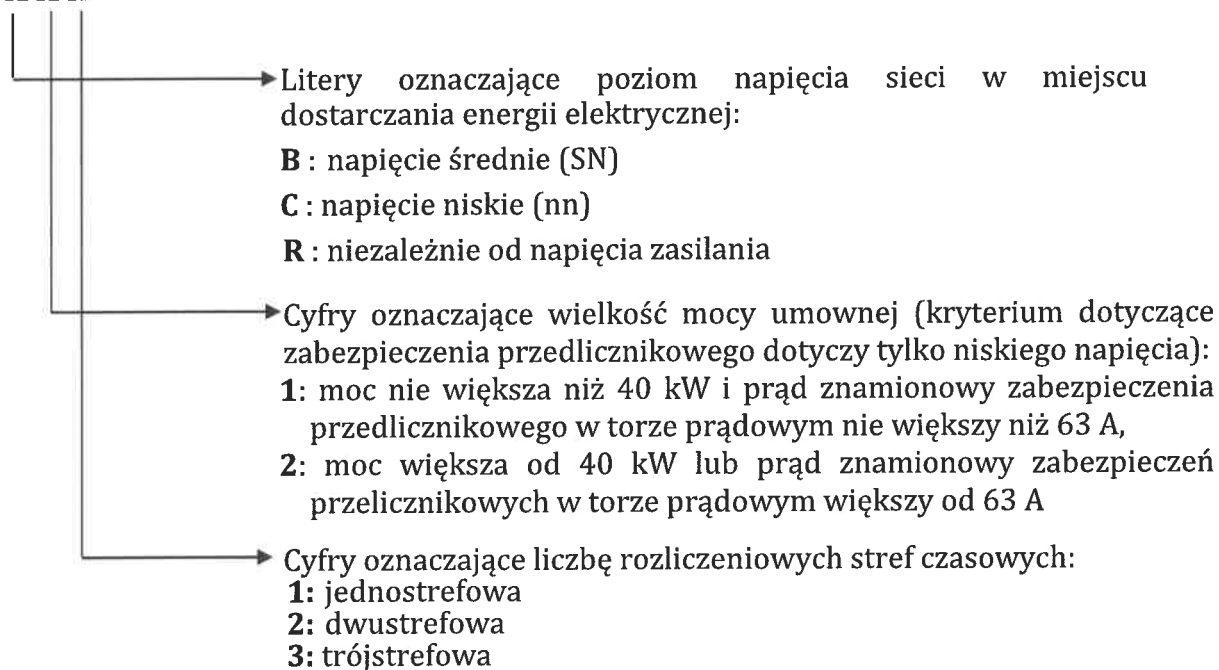 Litery oznaczające poziom napięcia sieci w miejscu
dostarczania energii elektrycznej:
B : napięcie średnie (SN)
C : napięcie niskie (nn)
R : niezależnie od napięcia zasilania
Cyfry oznaczające wielkość mocy umownej (kryterium dotyczące
zabezpieczenia przedlicznikowego dotyczy tylko niskiego napięcia):
1: moc nie większa niż 40 kW i prąd znamionowy zabezpieczenia
przedlicznikowego w torze prądowym nie większy niż 63 A,
2: moc większa od 40 kW lub prąd znamionowy zabezpieczeń
przelicznikowych w torze prądowym większy od 63 A
Cyfry oznaczające liczbę rozliczeniowych stref czasowych:
1: jednostrefowa
2: dwustrefowa
3: trójstrefowa